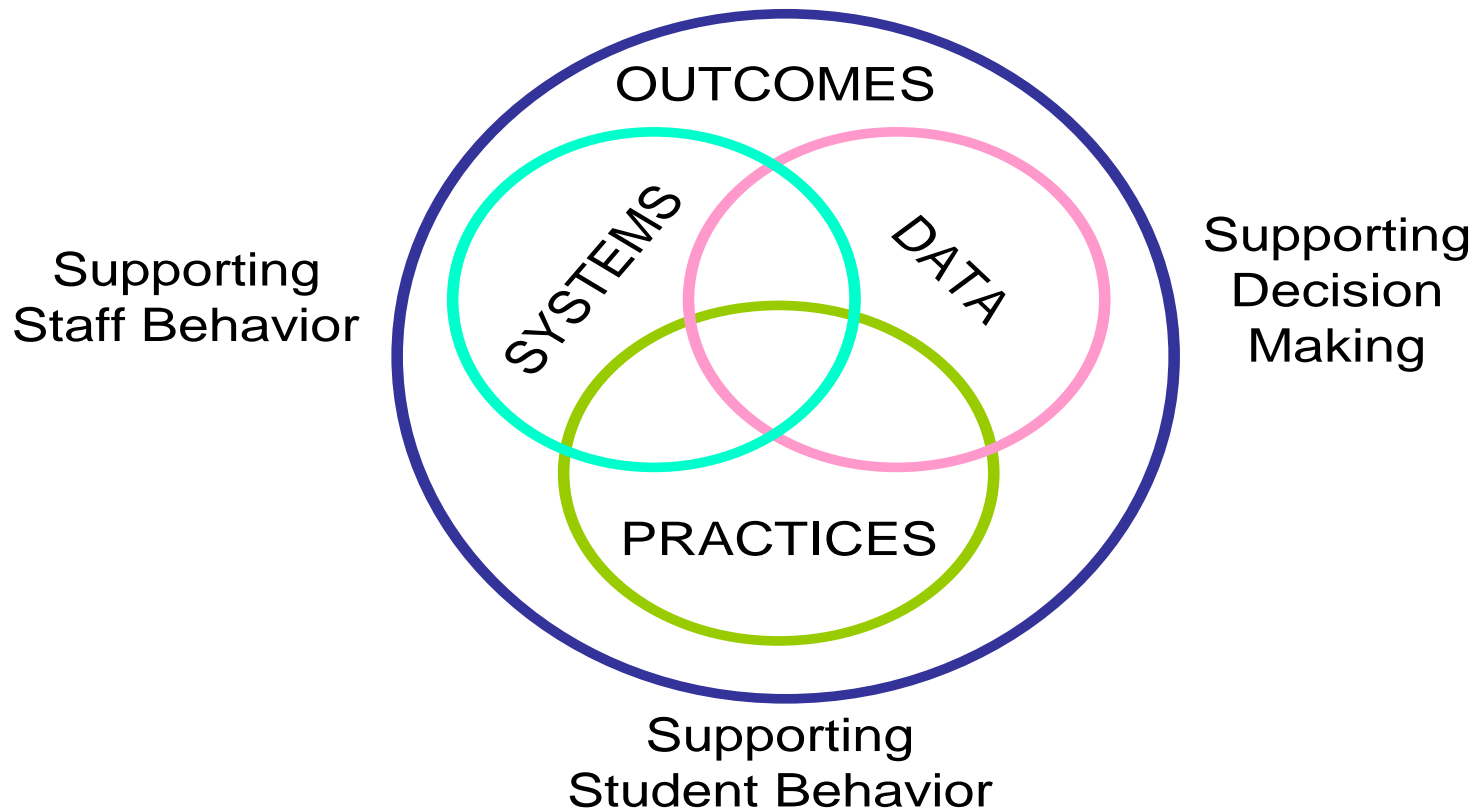 OUTCOMES
SYSTEMS
DATA
Supporting
Staff Behavior
Supporting
Decision
Making
PRACTICES
Supporting
Student Behavior